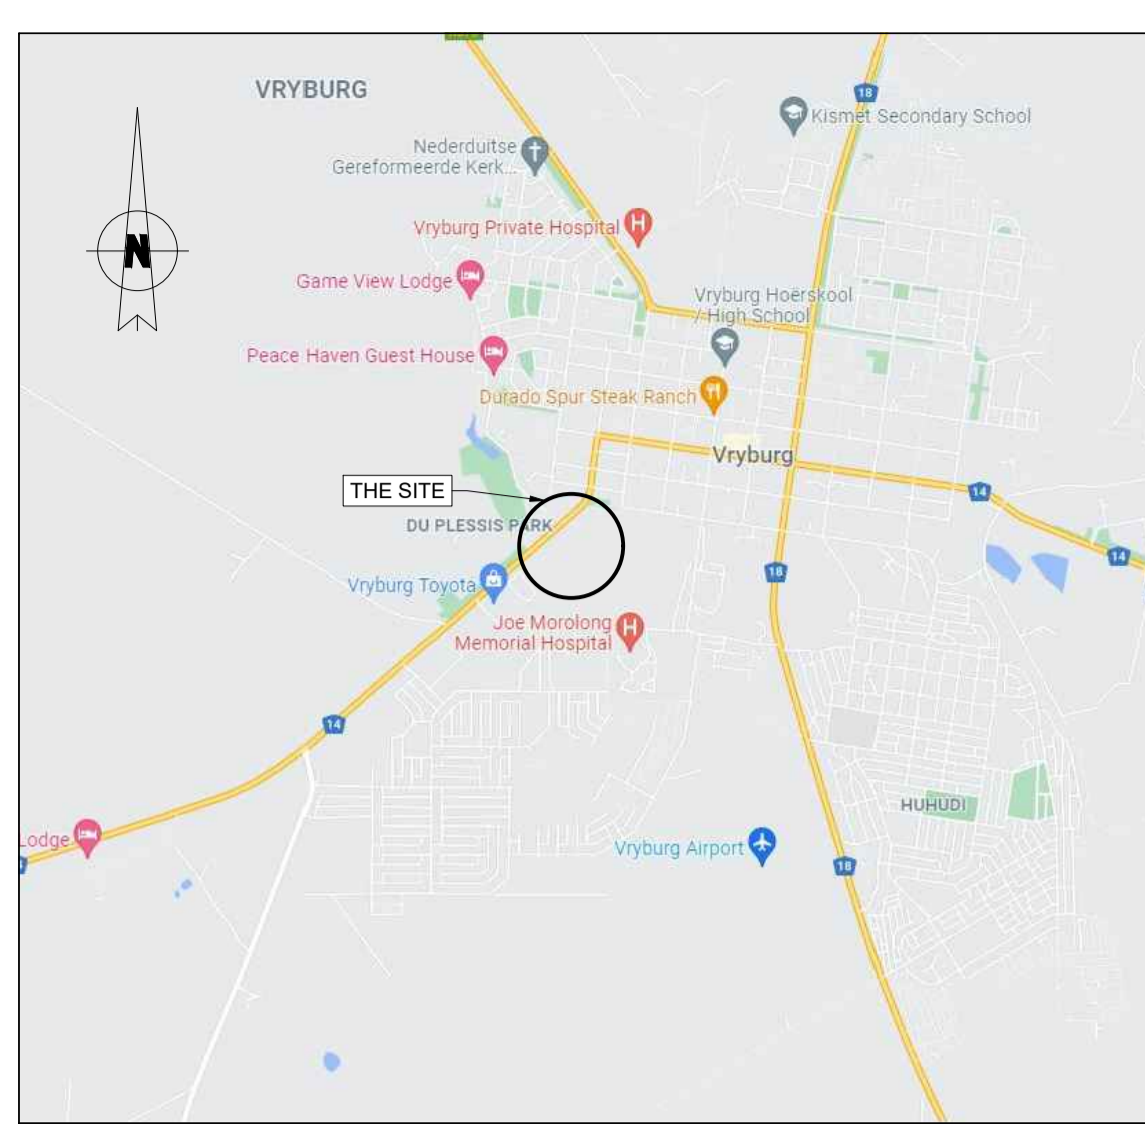 VRYBURG
18
Kismet Secondary School
Nederduitse
Gereformeerde Kerk...
N
Vryburg Private Hospital
H
Game View Lodge
Vryburg Hoërskool
/ High School
Peace Haven Guest House
Durado Spur Steak Ranch
Vryburg
THE SITE
14
DU PLESSIS PARK
14
Vryburg Toyota
18
Joe Morolong
Memorial Hospital
H
14
HUHUDI
Lodge
Vryburg Airport
18